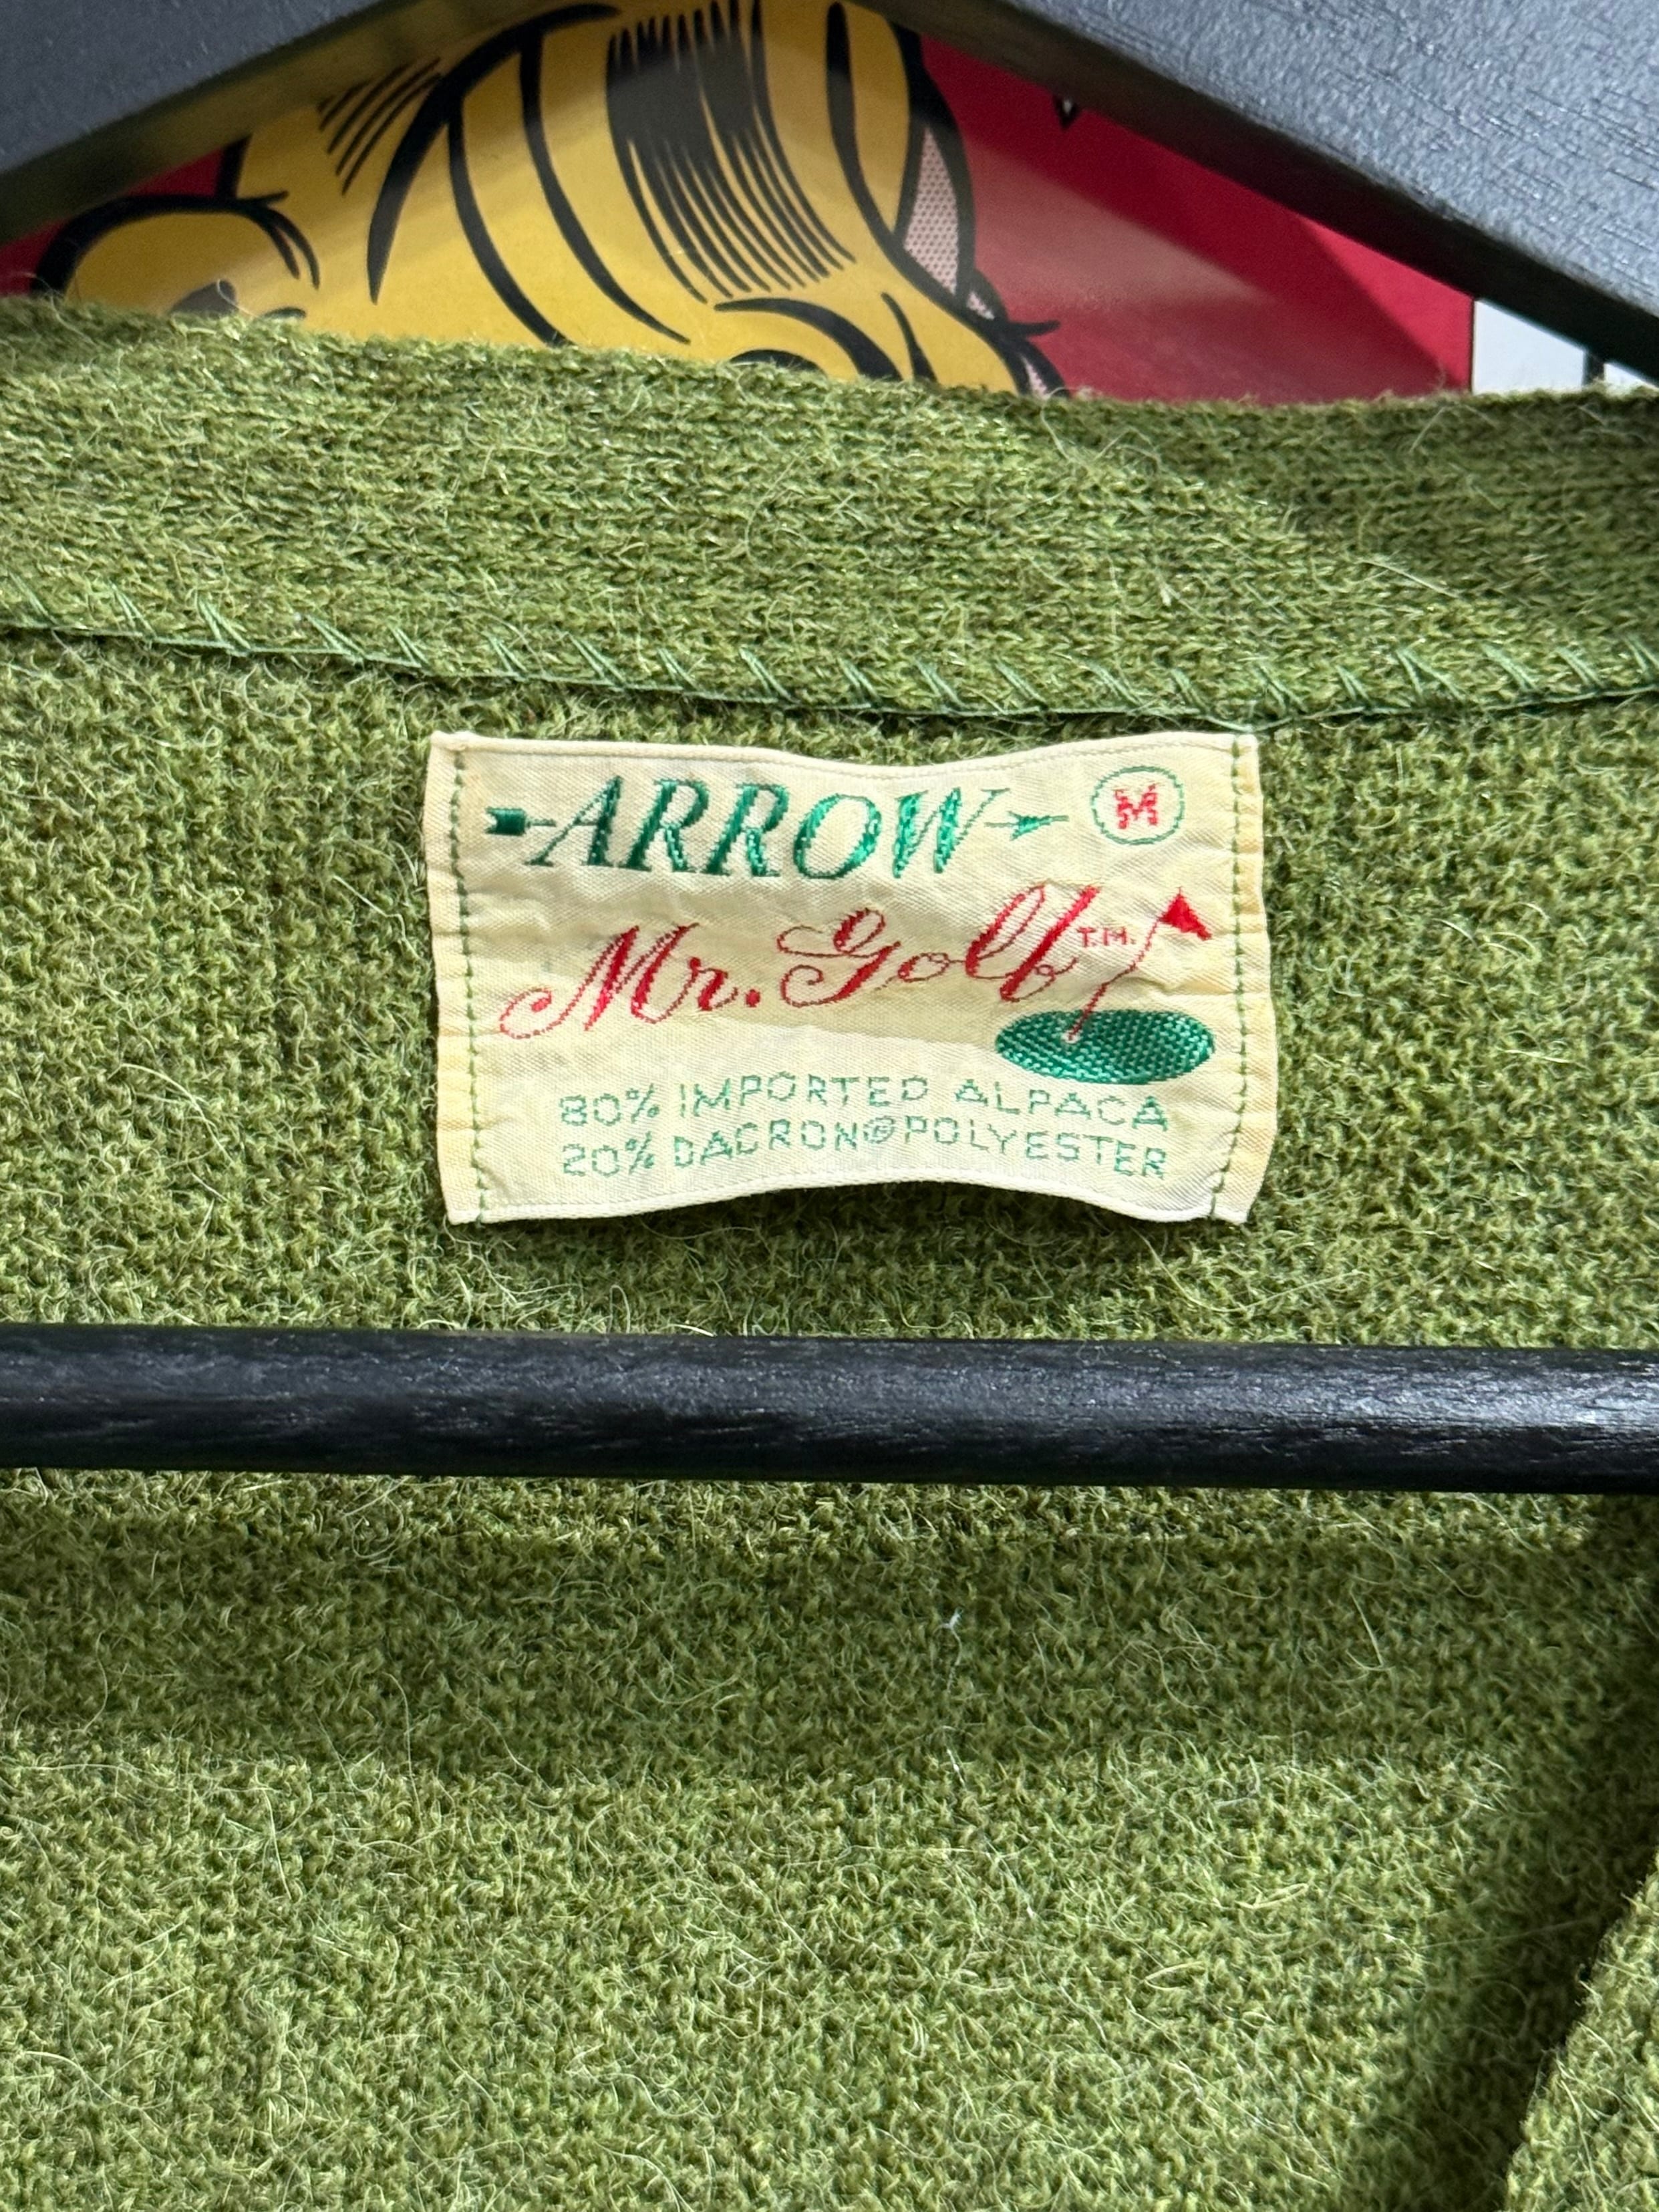 ARROW M
Mr. Golf T.M.
80% IMPORTED ALPACA
20% DACRON® POLYESTER